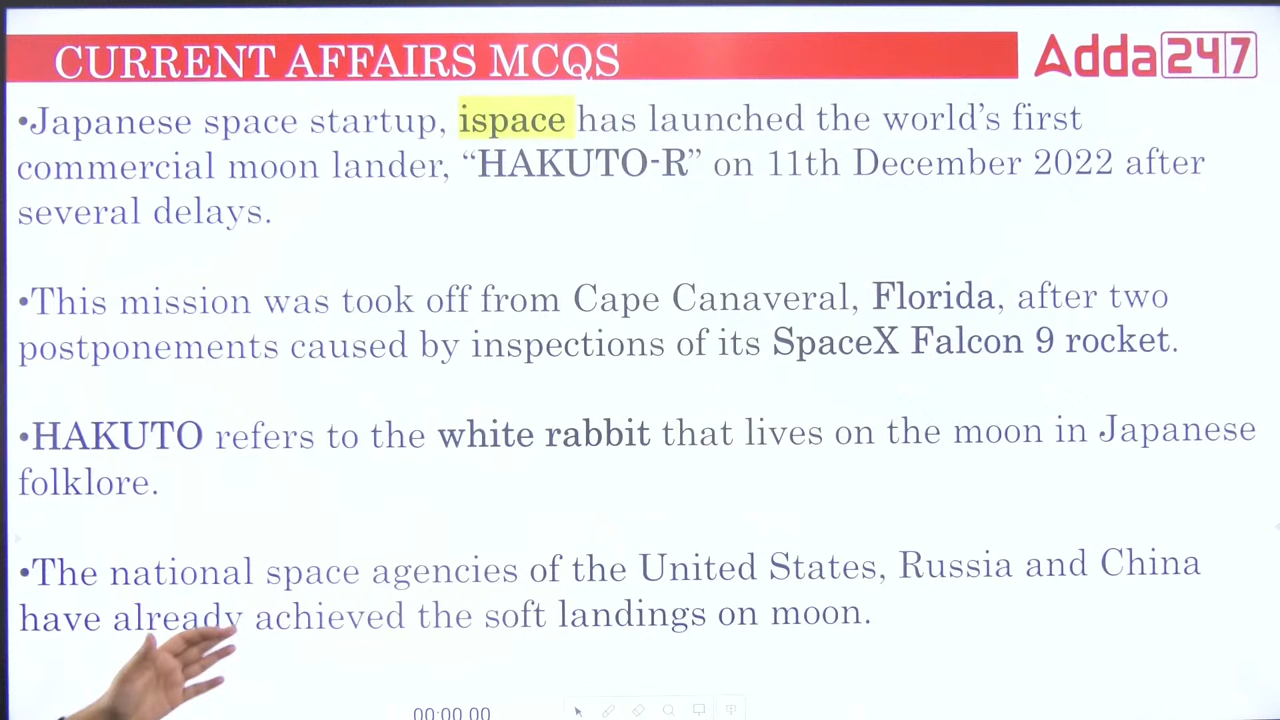 CURRENT AFFAIRS MCQS
Adda247
•Japanese space startup, ispace has launched the world's first
commercial moon lander, “HAKUTO-R” on 11th December 2022 after
several delays.
•This mission was took off from Cape Canaveral, Florida, after two
postponements caused by inspections of its SpaceX Falcon 9 rocket.
•HAKUTO refers to the white rabbit that lives on the moon in Japanese
folklore.
•The national space agencies of the United States, Russia and China
have already achieved the soft landings on moon.
00:00.00